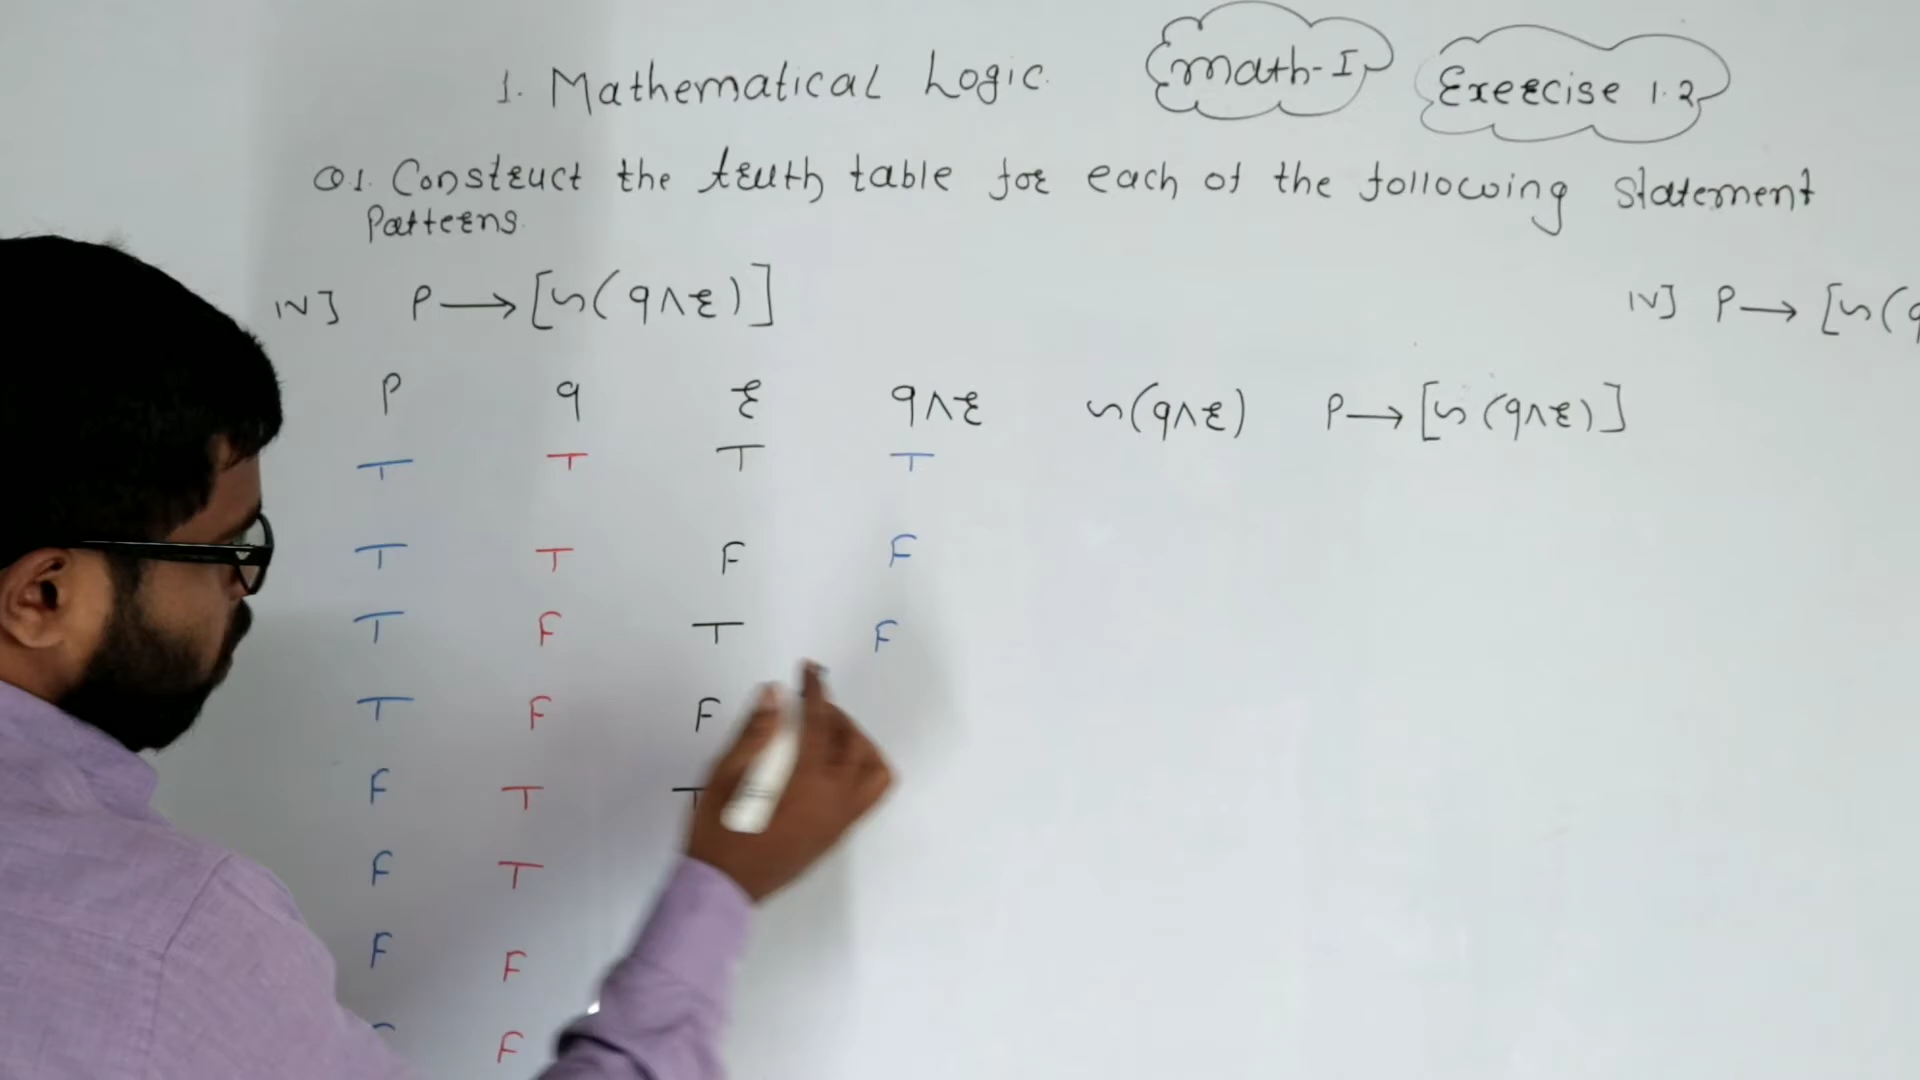 1. Mathematical Logic. Math-I Exercise 1.2
Q1. Construct the truth table for each of the following statement
Patterns.
IV] P → [~(q∧r)] IV] P → [~(q
P q r q∧r ~(q∧r) P → [~(q∧r)]
T T T T
T T F F
T F T F
T F F
F T T
F T
F F
F